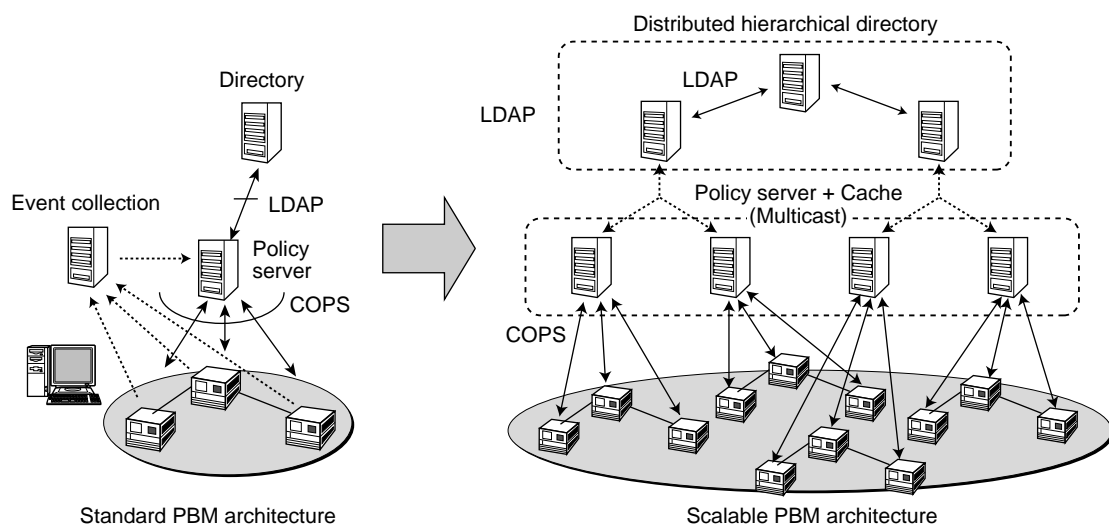 Distributed hierarchical directory
Directory
LDAP
LDAP
Event collection
LDAP
Policy server + Cache
(Multicast)
Policy
server
COPS
COPS
Standard PBM architecture
Scalable PBM architecture